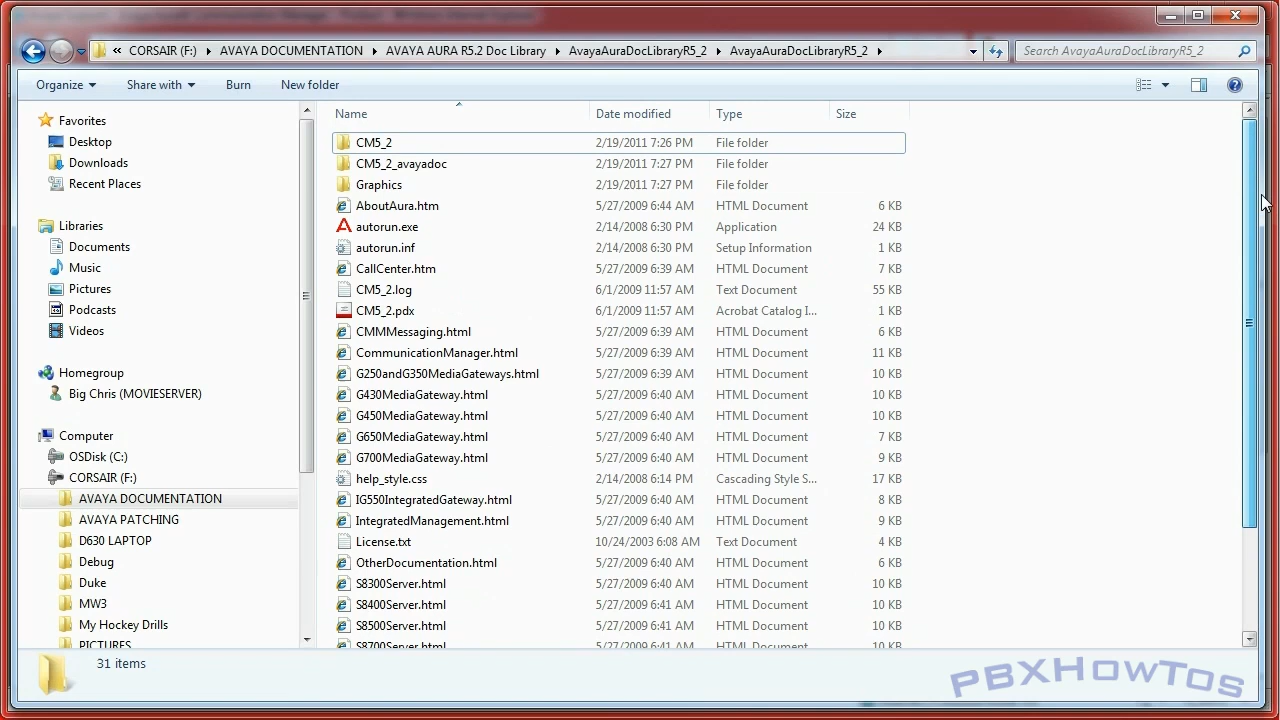 CORSAIR (F:) AVAYA DOCUMENTATION AVAYA AURA R5.2 Doc Library AvayaAuraDocLibraryR5_2 AvayaAuraDocLibraryR5_2 Search AvayaAuraDocLibraryR5_2
Organize Share with Burn New folder
Favorites
Desktop
Downloads
Recent Places
Libraries
Documents
Music
Pictures
Podcasts
Videos
Homegroup
Big Chris (MOVIESERVER)
Computer
OSDisk (C:)
CORSAIR (F:)
AVAYA DOCUMENTATION
AVAYA PATCHING
D630 LAPTOP
Debug
Duke
MW3
My Hockey Drills
PICTURES
Name Date modified Type Size
CM5_2 2/19/2011 7:26 PM File folder
CM5_2_avayadoc 2/19/2011 7:27 PM File folder
Graphics 2/19/2011 7:27 PM File folder
AboutAura.htm 5/27/2009 6:44 AM HTML Document 6 KB
autorun.exe 2/14/2008 6:30 PM Application 24 KB
autorun.inf 2/14/2008 6:30 PM Setup Information 1 KB
CallCenter.htm 5/27/2009 6:39 AM HTML Document 7 KB
CM5_2.log 6/1/2009 11:57 AM Text Document 55 KB
CM5_2.pdx 6/1/2009 11:57 AM Acrobat Catalog I... 1 KB
CMMMessaging.html 5/27/2009 6:39 AM HTML Document 6 KB
CommunicationManager.html 5/27/2009 6:39 AM HTML Document 11 KB
G250andG350MediaGateways.html 5/27/2009 6:39 AM HTML Document 10 KB
G430MediaGateway.html 5/27/2009 6:40 AM HTML Document 10 KB
G450MediaGateway.html 5/27/2009 6:40 AM HTML Document 10 KB
G650MediaGateway.html 5/27/2009 6:40 AM HTML Document 7 KB
G700MediaGateway.html 5/27/2009 6:40 AM HTML Document 9 KB
help_style.css 2/14/2008 6:14 PM Cascading Style S... 17 KB
IG550IntegratedGateway.html 5/27/2009 6:40 AM HTML Document 8 KB
IntegratedManagement.html 5/27/2009 6:40 AM HTML Document 9 KB
License.txt 10/24/2003 6:08 AM Text Document 4 KB
OtherDocumentation.html 5/27/2009 6:40 AM HTML Document 6 KB
S8300Server.html 5/27/2009 6:40 AM HTML Document 10 KB
S8400Server.html 5/27/2009 6:41 AM HTML Document 10 KB
S8500Server.html 5/27/2009 6:41 AM HTML Document 10 KB
S8700Server.html 5/27/2009 6:41 AM HTML Document 10 KB
31 items
PBXHowTos